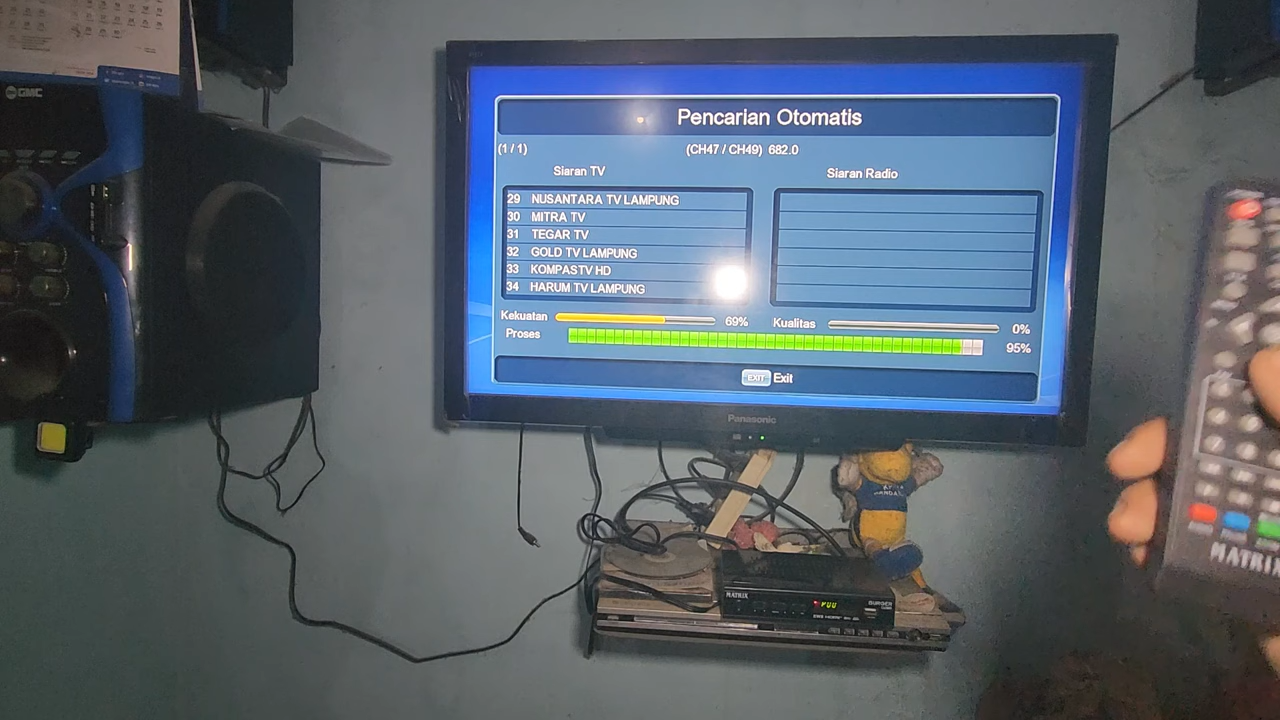 GMC
Pencarian Otomatis
(1 / 1)
(CH47 / CH49) 682.0
Siaran TV
Siaran Radio
29 NUSANTARA TV LAMPUNG
30 MITRA TV
31 TEGAR TV
32 GOLD TV LAMPUNG
33 KOMPASTV HD
34 HARUM TV LAMPUNG
Kekuatan
69%
Kualitas
0%
Proses
95%
EXIT Exit
Panasonic
MATRIX
BURGER
MATRIX